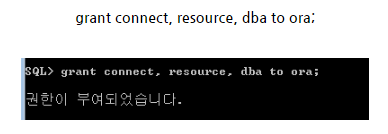 grant connect, resource, dba to ora;
SQL> grant connect, resource, dba to ora;
권한이 부여되었습니다.